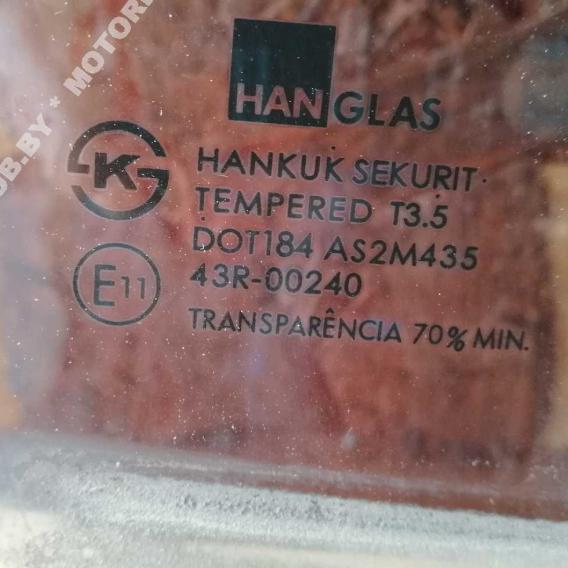 HANGLAS
HANKUK SEKURIT
TEMPERED T3.5
DOT184 AS2M435
43R-00240
E11
TRANSPARÊNCIA 70% MIN.